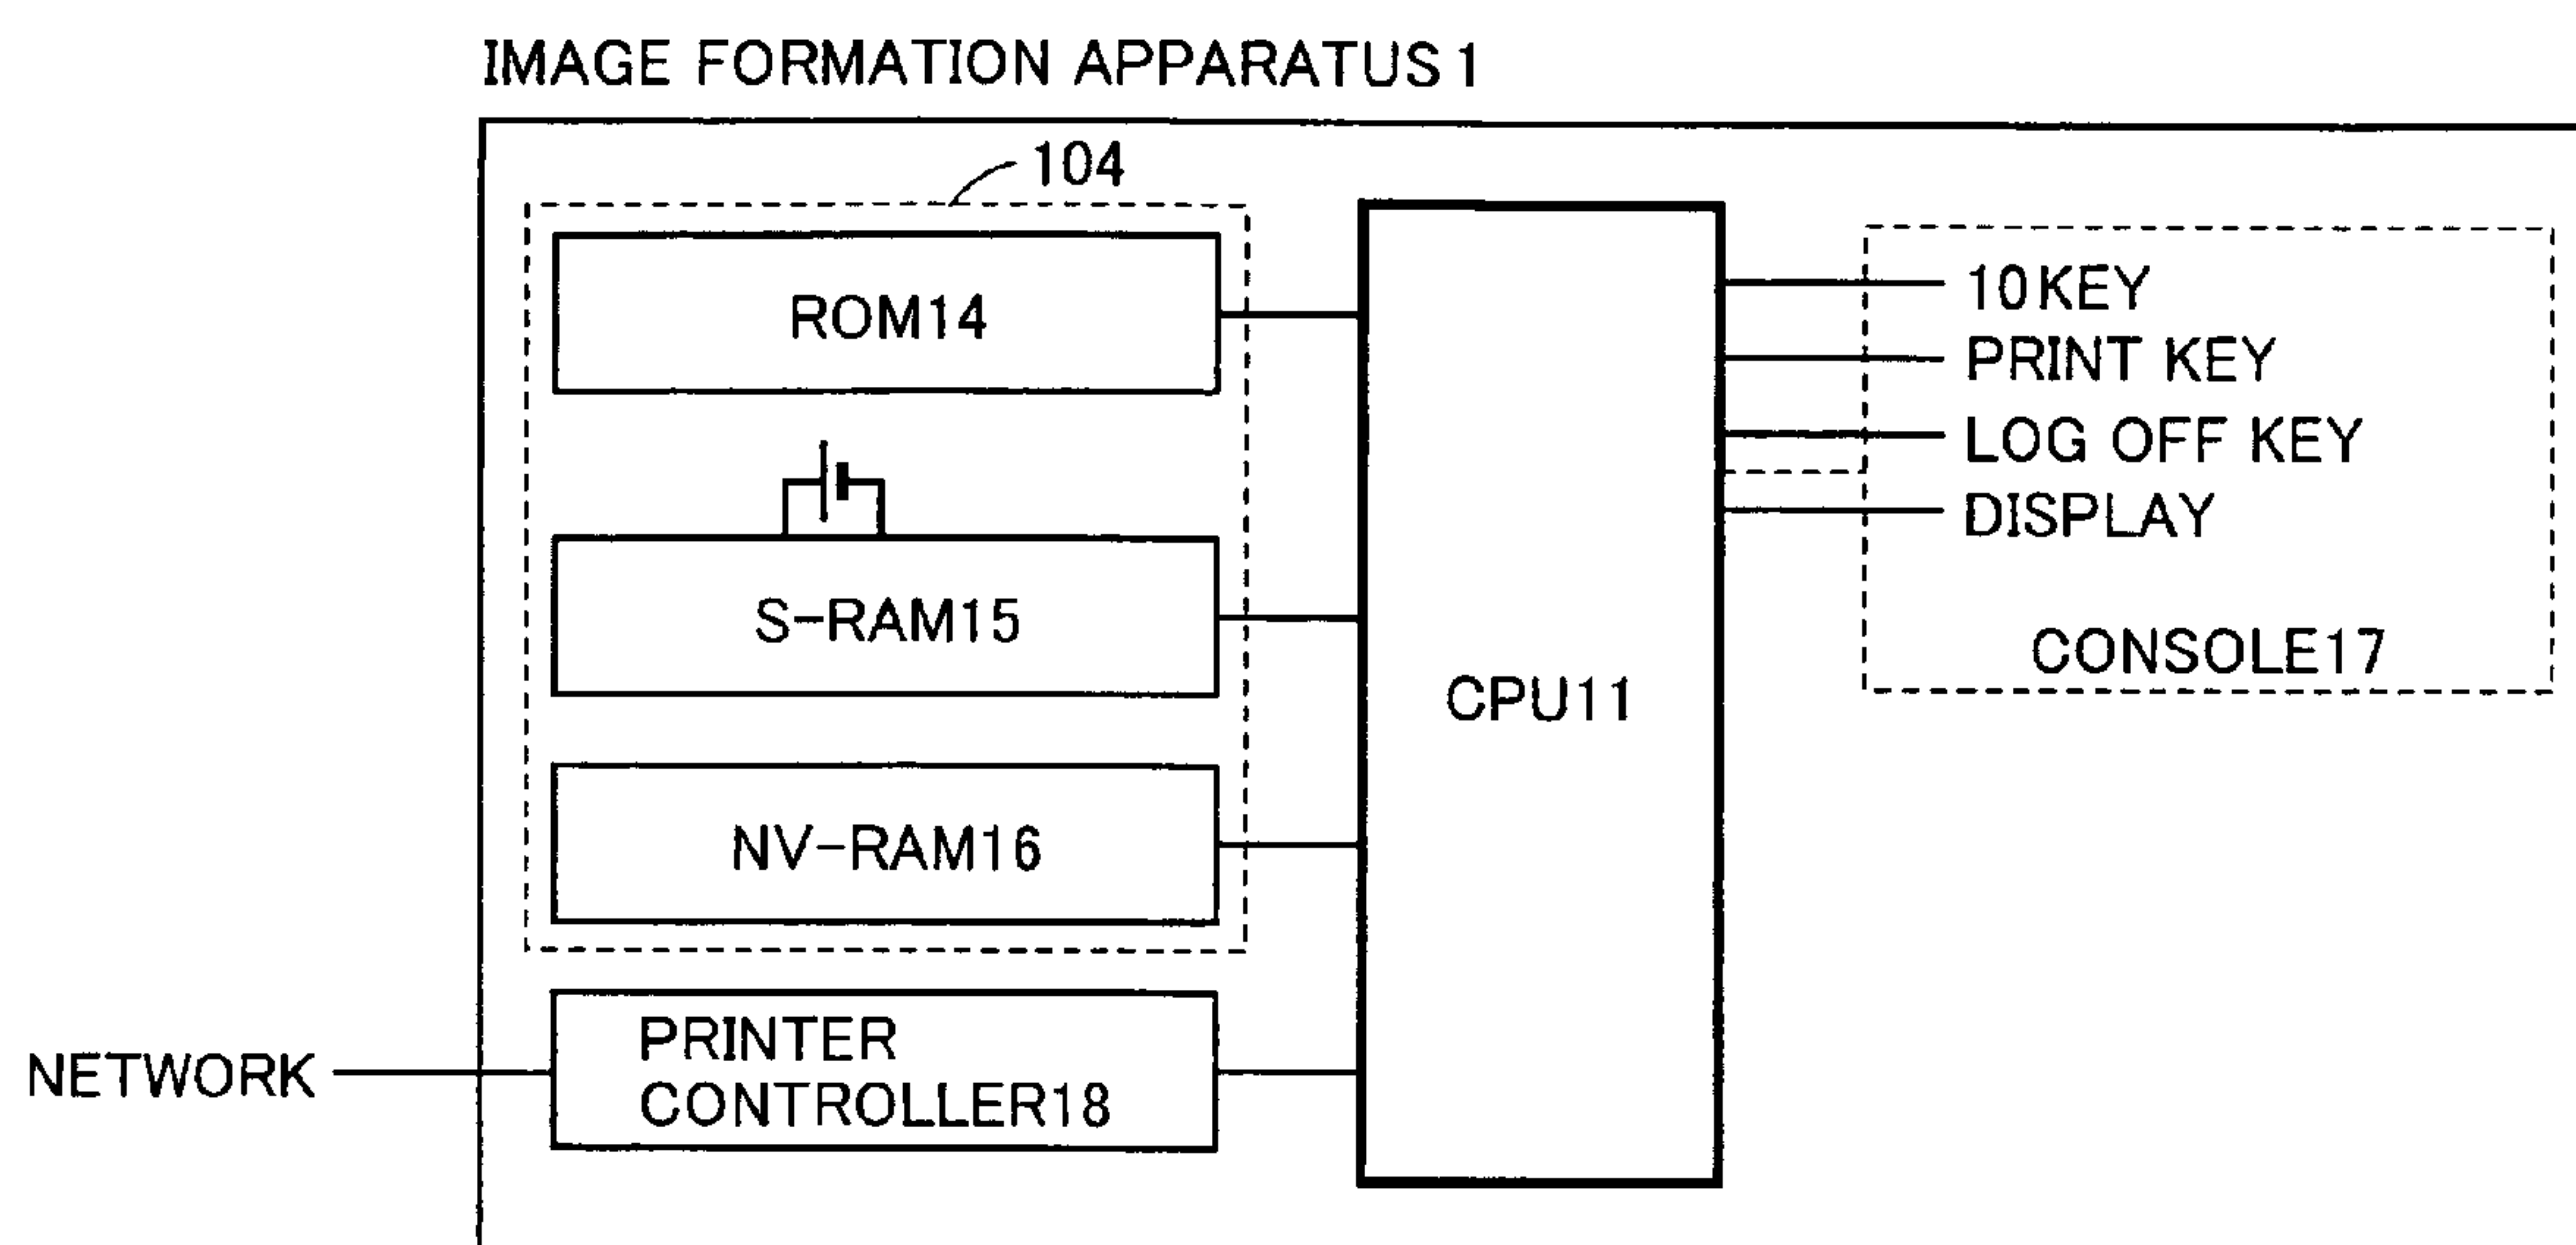 IMAGE FORMATION APPARATUS 1
104
ROM14
S-RAM15
NV-RAM16
PRINTER
CONTROLLER18
NETWORK
CPU11
10KEY
PRINT KEY
LOG OFF KEY
DISPLAY
CONSOLE17